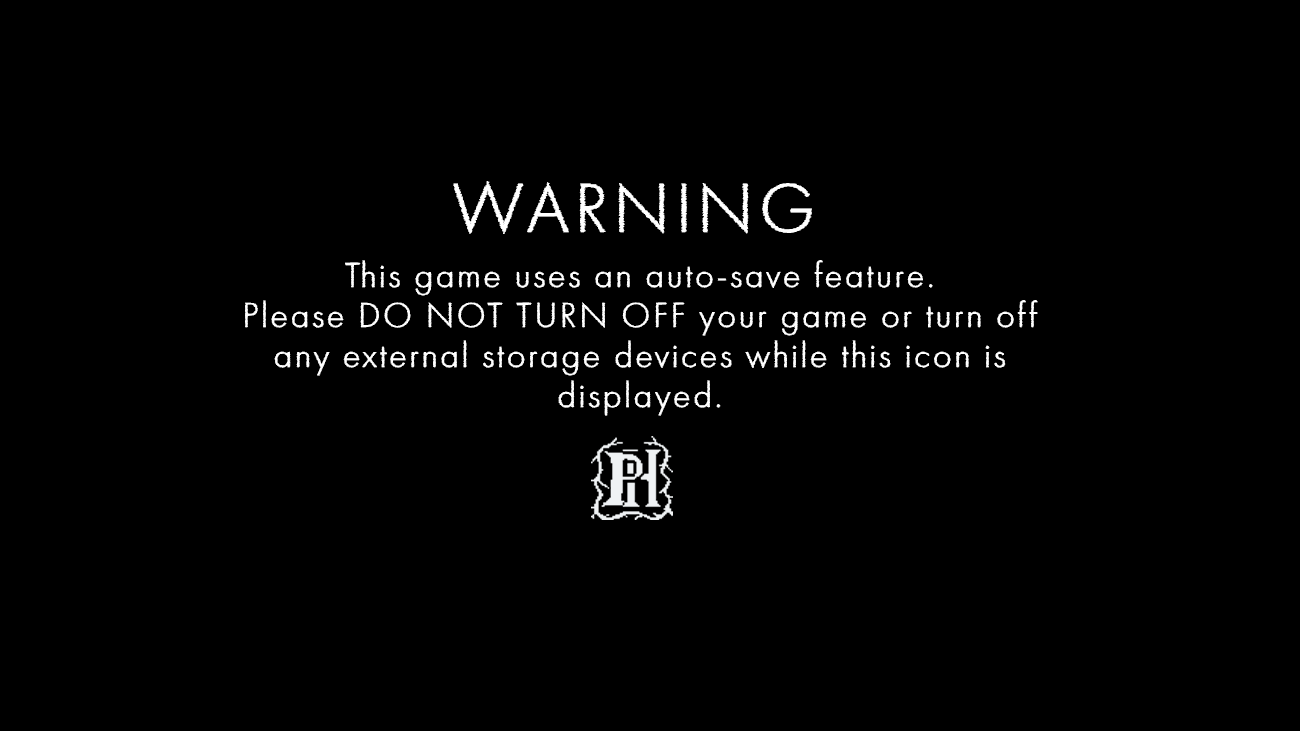 WARNING
This game uses an auto-save feature.
Please DO NOT TURN OFF your game or turn off
any external storage devices while this icon is
displayed.